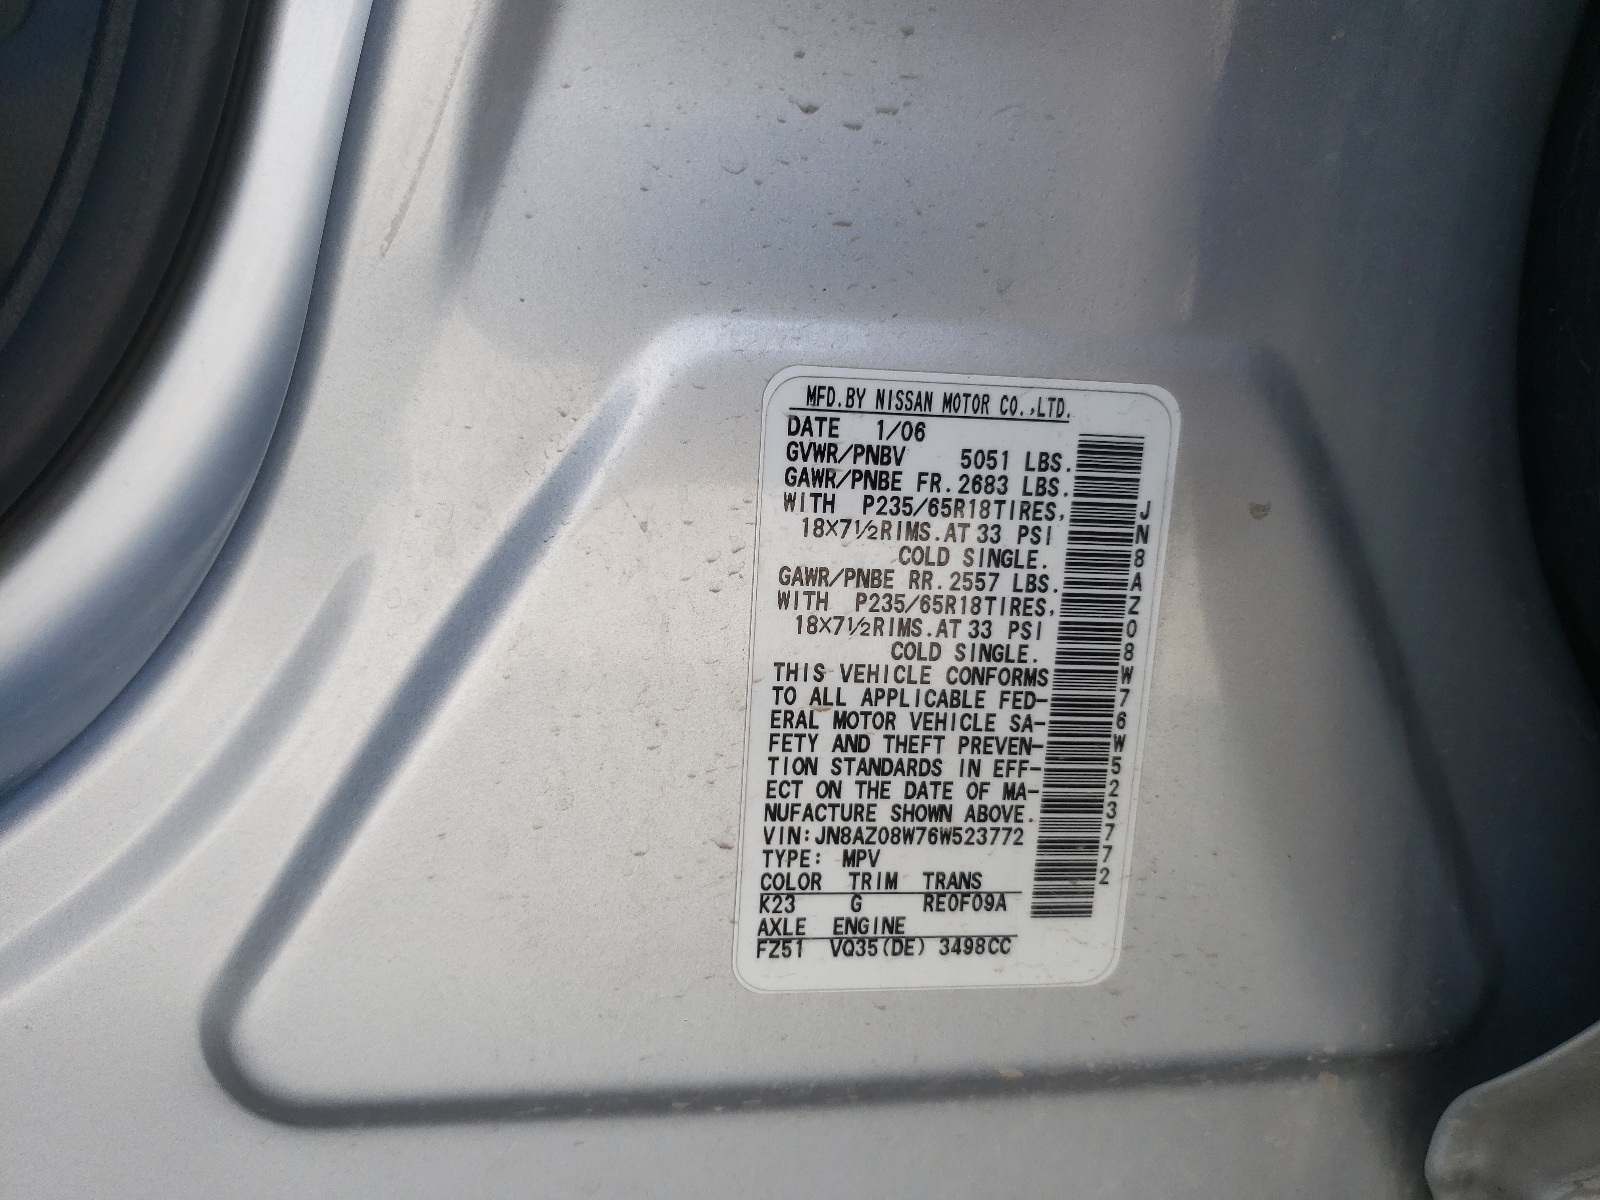 MFD.BY NISSAN MOTOR CO.,LTD.
DATE 1/06
GVWR/PNBV 5051 LBS.
GAWR/PNBE FR.2683 LBS.
WITH P235/65R18TIRES,
18X7½RIMS.AT 33 PSI
COLD SINGLE.
GAWR/PNBE RR.2557 LBS.
WITH P235/65R18TIRES,
18X7½RIMS.AT 33 PSI
COLD SINGLE.
THIS VEHICLE CONFORMS
TO ALL APPLICABLE FED-
ERAL MOTOR VEHICLE SA-
FETY AND THEFT PREVEN-
TION STANDARDS IN EFF-
ECT ON THE DATE OF MA-
NUFACTURE SHOWN ABOVE.
VIN:JN8AZ08W76W523772
TYPE: MPV
COLOR TRIM TRANS
K23 G RE0F09A
AXLE ENGINE
FZ51 VQ35(DE) 3498CC
JN8AZ08W76W523772